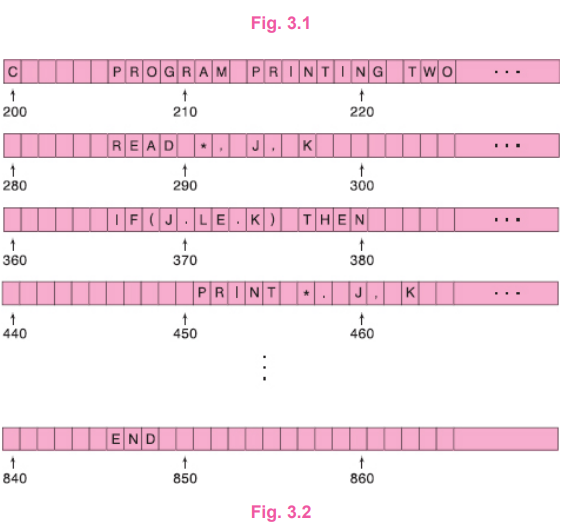 Fig. 3.1
C PROGRAM PRINTING TWO ...
200 210 220
READ *, J, K ...
280 290 300
IF(J.LE.K) THEN ...
360 370 380
PRINT *, J, K ...
440 450 460
END
840 850 860
Fig. 3.2